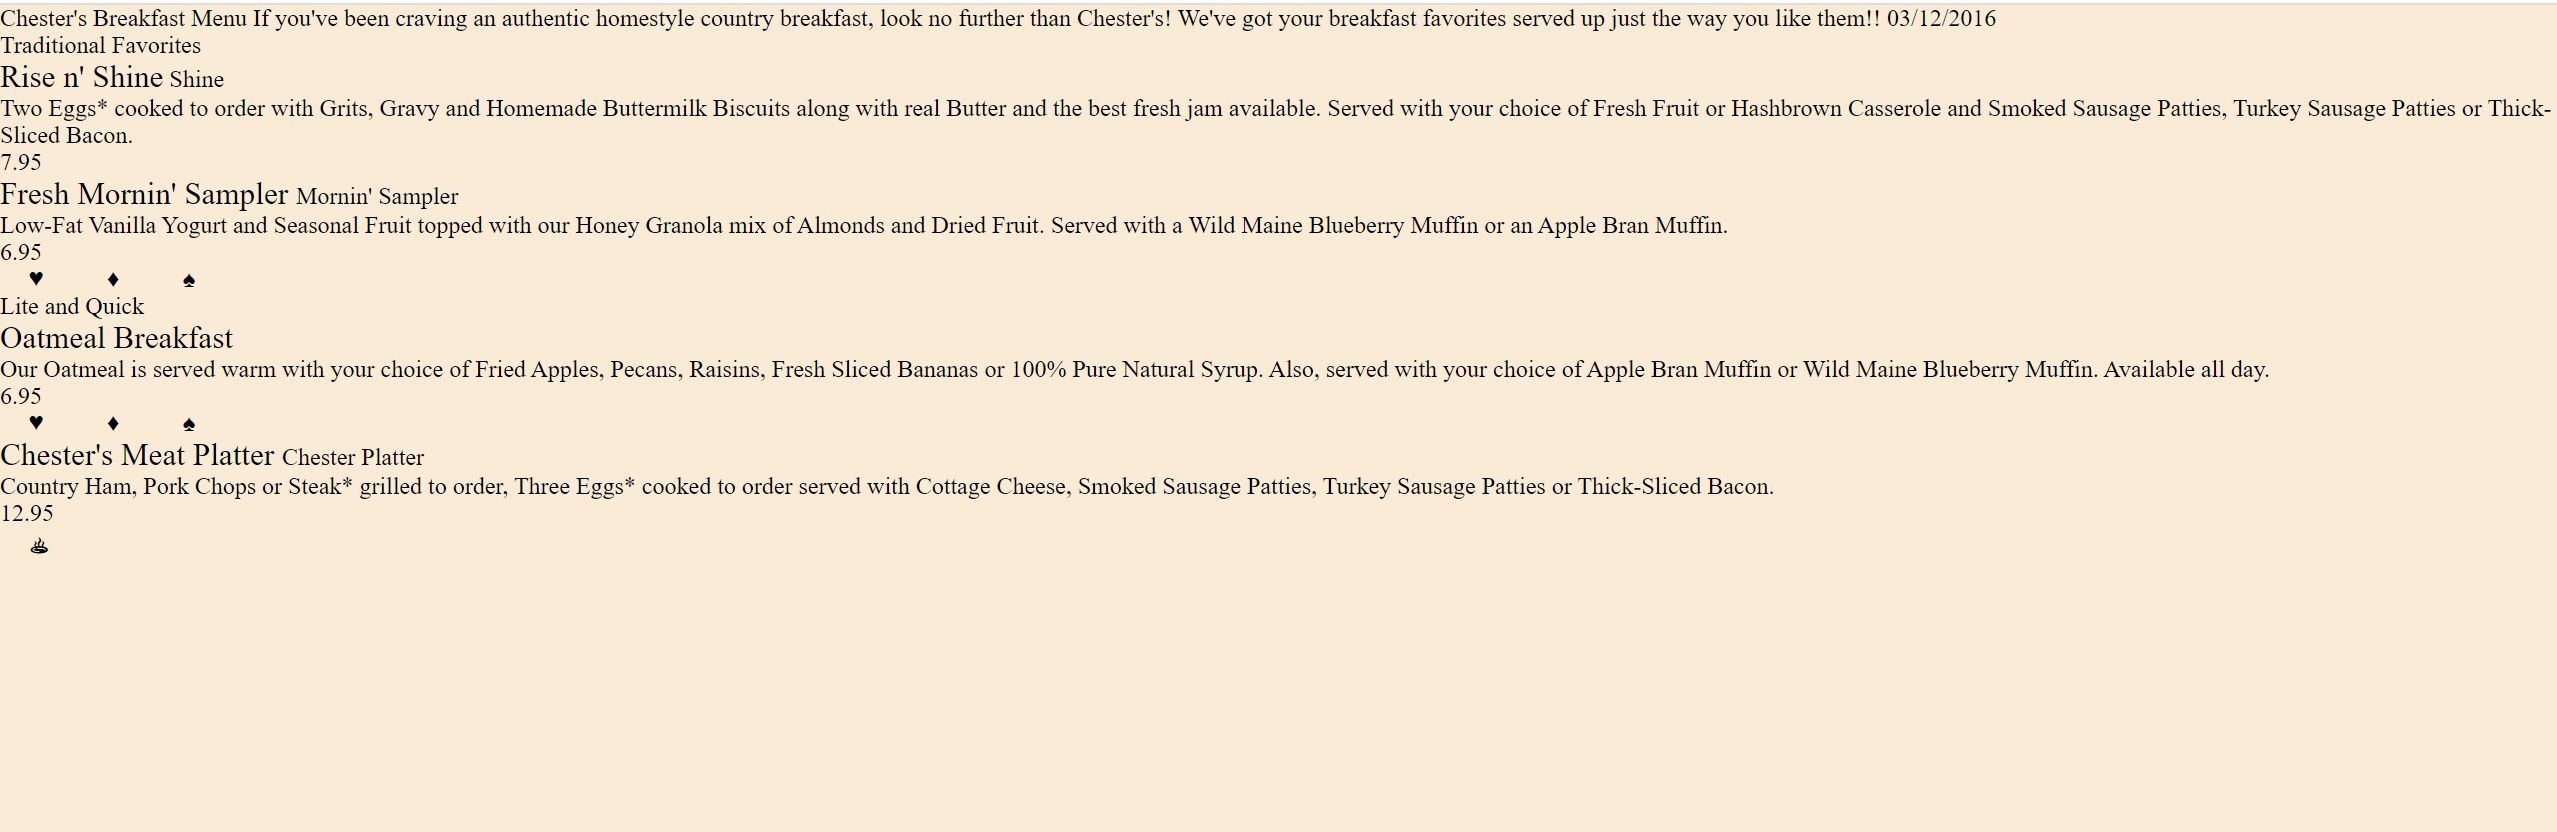 Chester's Breakfast Menu If you've been craving an authentic homestyle country breakfast, look no further than Chester's! We've got your breakfast favorites served up just the way you like them!! 03/12/2016
Traditional Favorites
Rise n' Shine Shine
Two Eggs* cooked to order with Grits, Gravy and Homemade Buttermilk Biscuits along with real Butter and the best fresh jam available. Served with your choice of Fresh Fruit or Hashbrown Casserole and Smoked Sausage Patties, Turkey Sausage Patties or Thick-
Sliced Bacon.
7.95
Fresh Mornin' Sampler Mornin' Sampler
Low-Fat Vanilla Yogurt and Seasonal Fruit topped with our Honey Granola mix of Almonds and Dried Fruit. Served with a Wild Maine Blueberry Muffin or an Apple Bran Muffin.
6.95
♥ ♦ ♠
Lite and Quick
Oatmeal Breakfast
Our Oatmeal is served warm with your choice of Fried Apples, Pecans, Raisins, Fresh Sliced Bananas or 100% Pure Natural Syrup. Also, served with your choice of Apple Bran Muffin or Wild Maine Blueberry Muffin. Available all day.
6.95
♥ ♦ ♠
Chester's Meat Platter Chester Platter
Country Ham, Pork Chops or Steak* grilled to order, Three Eggs* cooked to order served with Cottage Cheese, Smoked Sausage Patties, Turkey Sausage Patties or Thick-Sliced Bacon.
12.95
♨